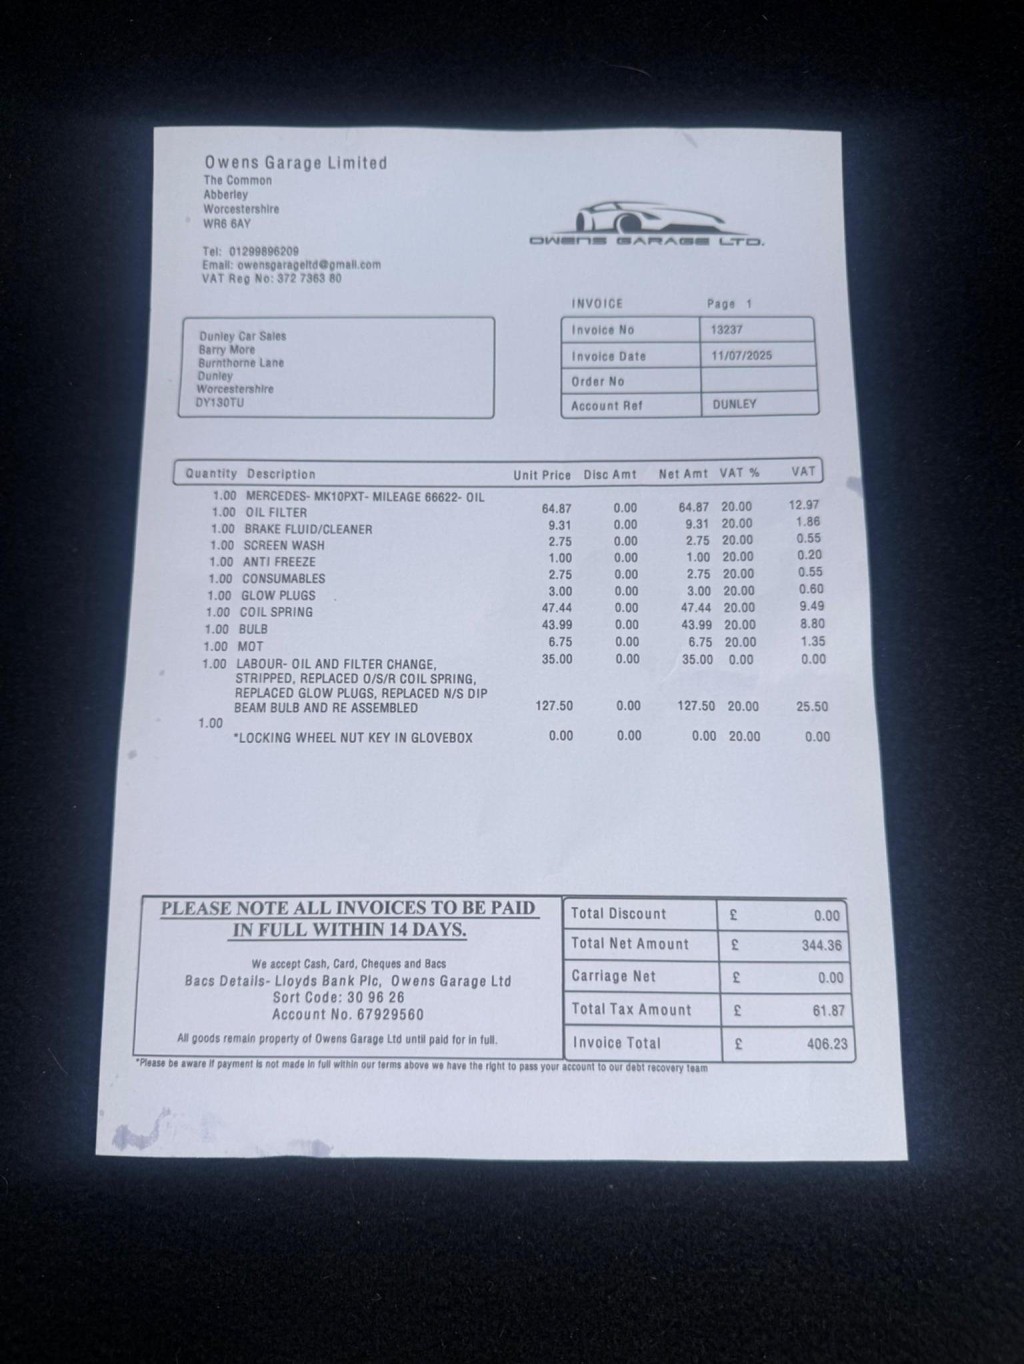 Owens Garage Limited
The Common
Abberley
Worcestershire
WR6 6AY
Tel: 01299896209
Email: owensgarageltd@gmail.com
VAT Reg No: 372 7363 80
OWENS GARAGE LTD.
INVOICE Page 1
Invoice No 13237
Invoice Date 11/07/2025
Order No
Account Ref DUNLEY
Dunley Car Sales
Barry More
Burnthorne Lane
Dunley
Worcestershire
DY130TU
Quantity Description Unit Price Disc Amt Net Amt VAT % VAT
1.00 MERCEDES- MK10PXT- MILEAGE 66622- OIL 64.87 0.00 64.87 20.00 12.97
1.00 OIL FILTER 9.31 0.00 9.31 20.00 1.86
1.00 BRAKE FLUID/CLEANER 2.75 0.00 2.75 20.00 0.55
1.00 SCREEN WASH 1.00 0.00 1.00 20.00 0.20
1.00 ANTI FREEZE 2.75 0.00 2.75 20.00 0.55
1.00 CONSUMABLES 3.00 0.00 3.00 20.00 0.60
1.00 GLOW PLUGS 47.44 0.00 47.44 20.00 9.49
1.00 COIL SPRING 43.99 0.00 43.99 20.00 8.80
1.00 BULB 6.75 0.00 6.75 20.00 1.35
1.00 MOT 35.00 0.00 35.00 0.00 0.00
1.00 LABOUR- OIL AND FILTER CHANGE,
STRIPPED, REPLACED O/S/R COIL SPRING,
REPLACED GLOW PLUGS, REPLACED N/S DIP
BEAM BULB AND RE ASSEMBLED 127.50 0.00 127.50 20.00 25.50
1.00
*LOCKING WHEEL NUT KEY IN GLOVEBOX 0.00 0.00 0.00 20.00 0.00
PLEASE NOTE ALL INVOICES TO BE PAID
IN FULL WITHIN 14 DAYS.
We accept Cash, Card, Cheques and Bacs
Bacs Details- Lloyds Bank Plc, Owens Garage Ltd
Sort Code: 30 96 26
Account No. 67929560
All goods remain property of Owens Garage Ltd until paid for in full.
Total Discount £ 0.00
Total Net Amount £ 344.36
Carriage Net £ 0.00
Total Tax Amount £ 61.87
Invoice Total £ 406.23
*Please be aware if payment is not made in full within our terms above we have the right to pass your account to our debt recovery team